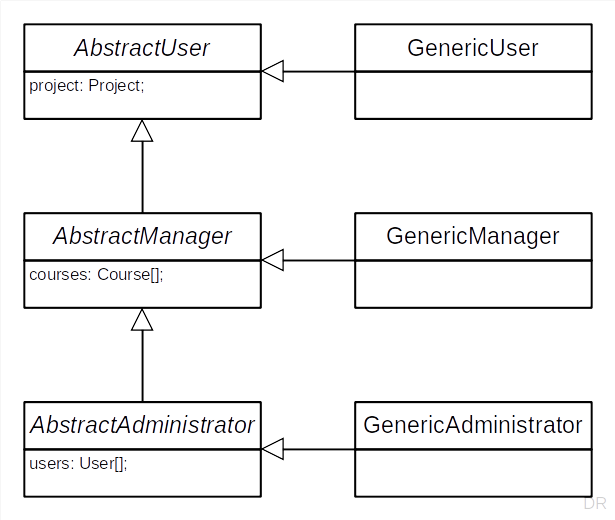 AbstractUser
GenericUser
project: Project;
AbstractManager
GenericManager
courses: Course[];
AbstractAdministrator
GenericAdministrator
users: User[];
DR